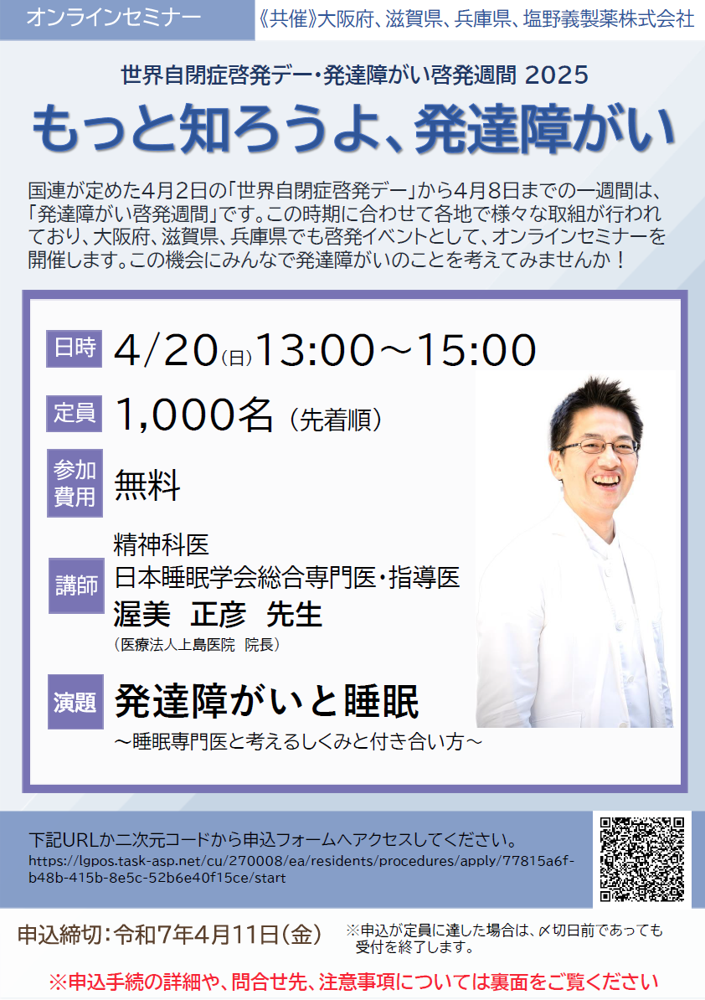 オンラインセミナー
《共催》大阪府、滋賀県、兵庫県、塩野義製薬株式会社
世界自閉症啓発デー・発達障がい啓発週間 2025
もっと知ろうよ、発達障がい
国連が定めた4月2日の「世界自閉症啓発デー」から4月8日までの一週間は、
「発達障がい啓発週間」です。この時期に合わせて各地で様々な取組が行われ
ており、大阪府、滋賀県、兵庫県でも啓発イベントとして、オンラインセミナーを
開催します。この機会にみんなで発達障がいのことを考えてみませんか！
日時 4/20(日)13:00～15:00
定員 1,000名（先着順）
参加
費用
無料
精神科医
日本睡眠学会総合専門医・指導医
講師
渥美 正彦 先生
（医療法人上島医院 院長）
演題 発達障がいと睡眠
～睡眠専門医と考えるしくみと付き合い方～
下記URLか二次元コードから申込フォームへアクセスしてください。
https://lgpos.task-asp.net/cu/270008/ea/residents/procedures/apply/77815a6f-
b48b-415b-8e5c-52b6e40f15ce/start
申込締切：令和7年4月11日（金）
※申込が定員に達した場合は、〆切日前であっても
受付を終了します。
※申込手続の詳細や、問合せ先、注意事項については裏面をご覧ください